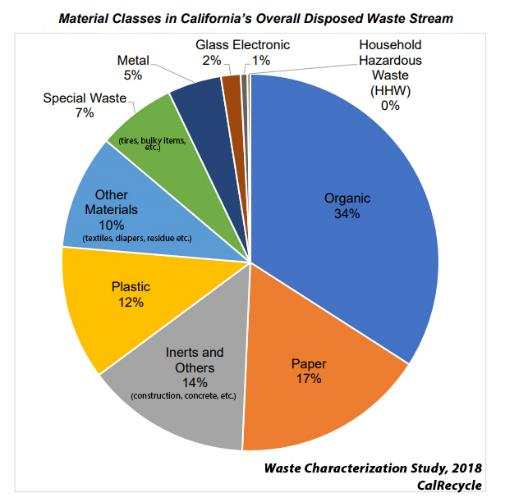 Material Classes in California's Overall Disposed Waste Stream
Glass
2%
Electronic
1%
Household
Hazardous
Waste
(HHW)
0%
Metal
5%
Special Waste
7%
(tires, bulky items,
etc.)
Organic
34%
Other
Materials
10%
(textiles, diapers, residue etc.)
Plastic
12%
Inerts and
Others
14%
(construction, concrete, etc.)
Paper
17%
Waste Characterization Study, 2018
CalRecycle